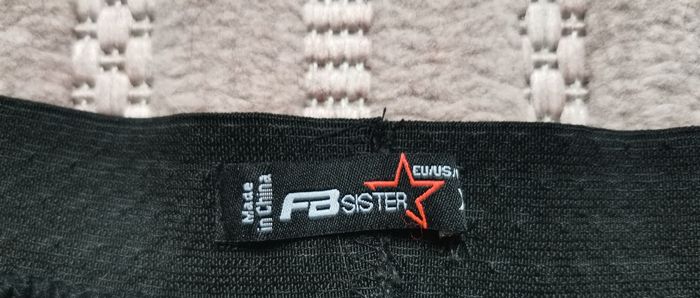 Made
in China
FB SISTER
EU/US/